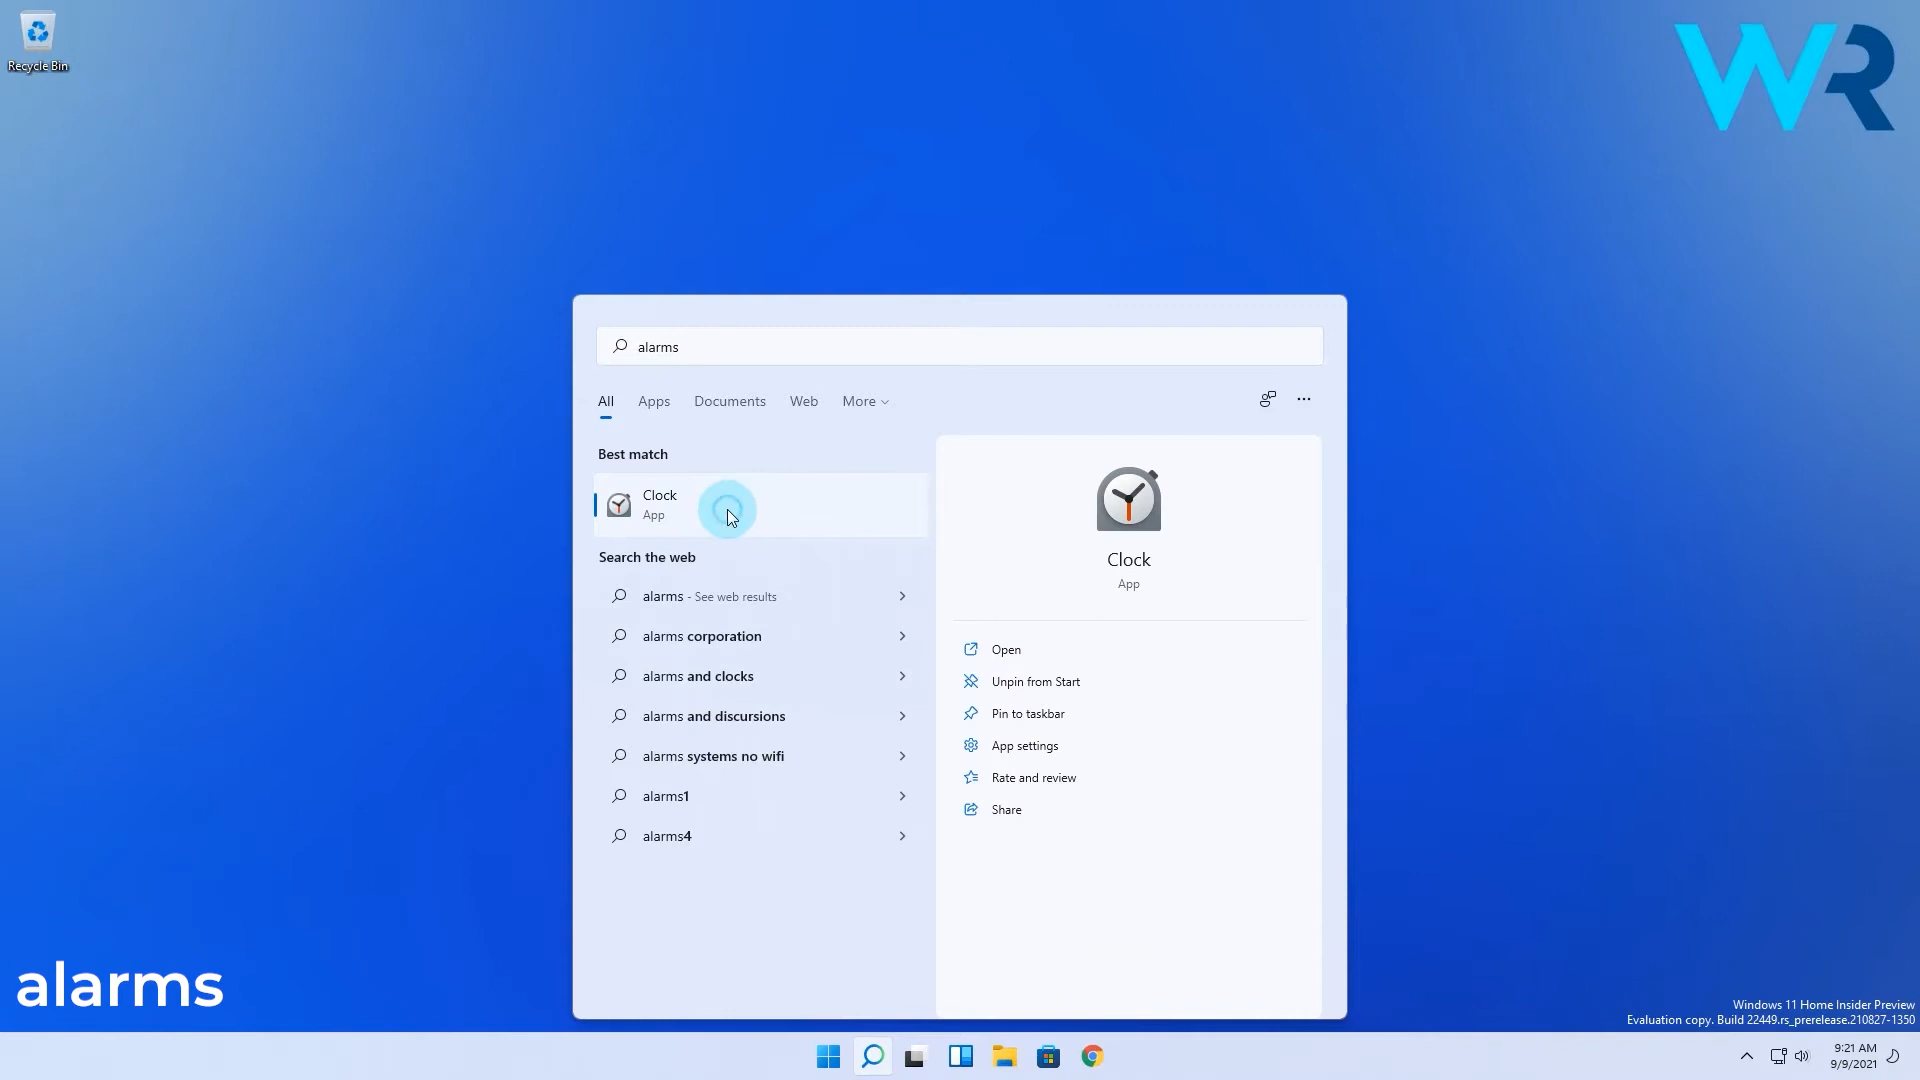 Recycle Bin
WR
alarms
All Apps Documents Web More
Best match
Clock
App
Search the web
alarms - See web results
alarms corporation
alarms and clocks
alarms and discursions
alarms systems no wifi
alarms1
alarms4
Clock
App
Open
Unpin from Start
Pin to taskbar
App settings
Rate and review
Share
alarms
Windows 11 Home Insider Preview
Evaluation copy. Build 22449.rs_prerelease.210827-1350
9:21 AM
9/9/2021